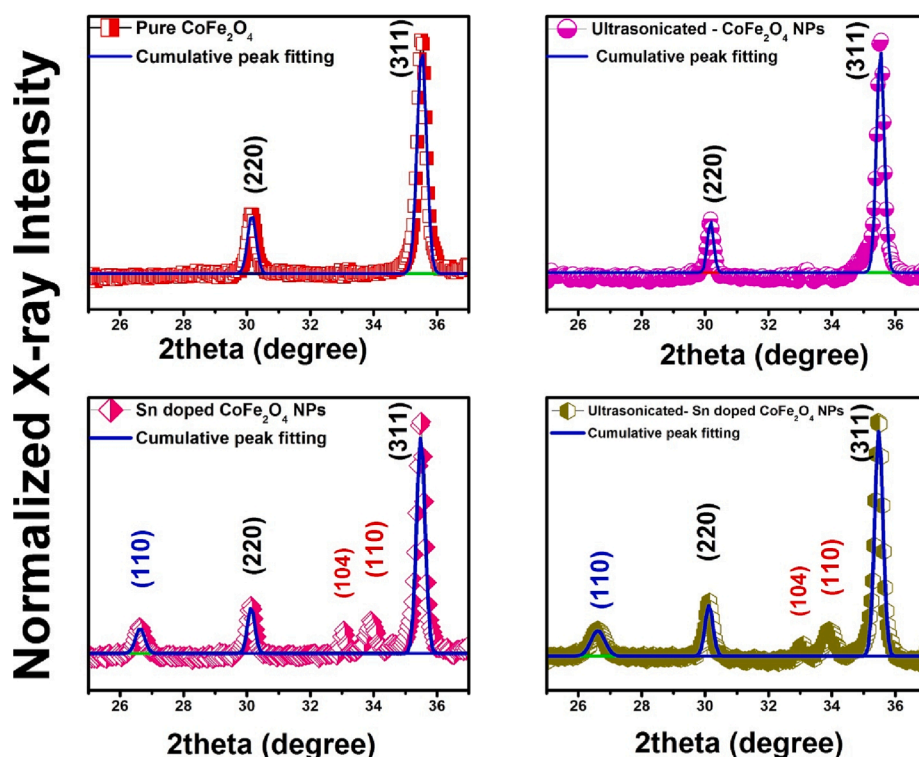 Normalized X-ray Intensity
Pure CoFe₂O₄
Cumulative peak fitting
(220)
(311)
26 28 30 32 34 36
2theta (degree)
Ultrasonicated - CoFe₂O₄ NPs
Cumulative peak fitting
(220)
(311)
26 28 30 32 34 36
2theta (degree)
Sn doped CoFe₂O₄ NPs
Cumulative peak fitting
(110)
(220)
(104)
(110)
(311)
26 28 30 32 34 36
2theta (degree)
Ultrasonicated- Sn doped CoFe₂O₄ NPs
Cumulative peak fitting
(110)
(220)
(104)
(110)
(311)
26 28 30 32 34 36
2theta (degree)